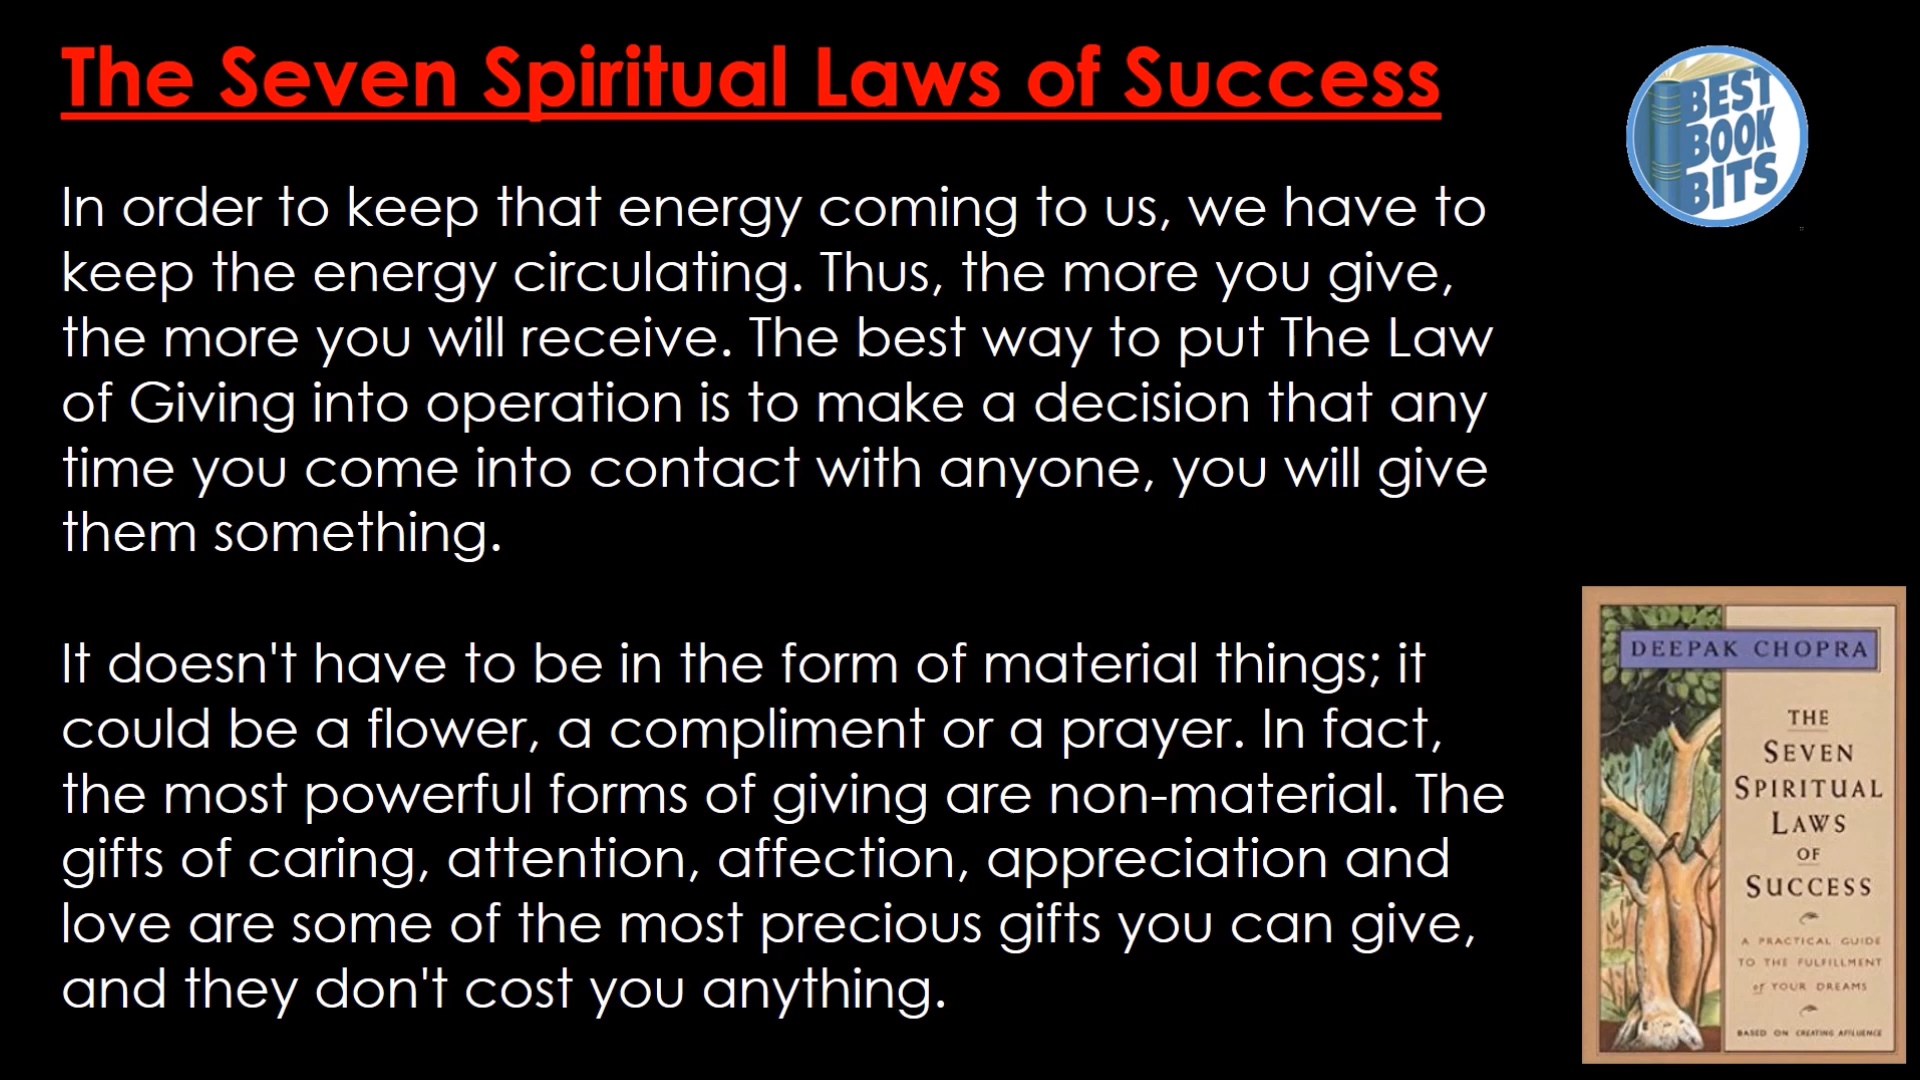 The Seven Spiritual Laws of Success
BEST
BOOK
BITS
In order to keep that energy coming to us, we have to
keep the energy circulating. Thus, the more you give,
the more you will receive. The best way to put The Law
of Giving into operation is to make a decision that any
time you come into contact with anyone, you will give
them something.
It doesn't have to be in the form of material things; it
could be a flower, a compliment or a prayer. In fact,
the most powerful forms of giving are non-material. The
gifts of caring, attention, affection, appreciation and
love are some of the most precious gifts you can give,
and they don't cost you anything.
DEEPAK CHOPRA
THE
SEVEN
SPIRITUAL
LAWS
OF
SUCCESS
A PRACTICAL GUIDE
TO THE FULFILLMENT
of YOUR DREAMS
BASED ON CREATING AFFLUENCE